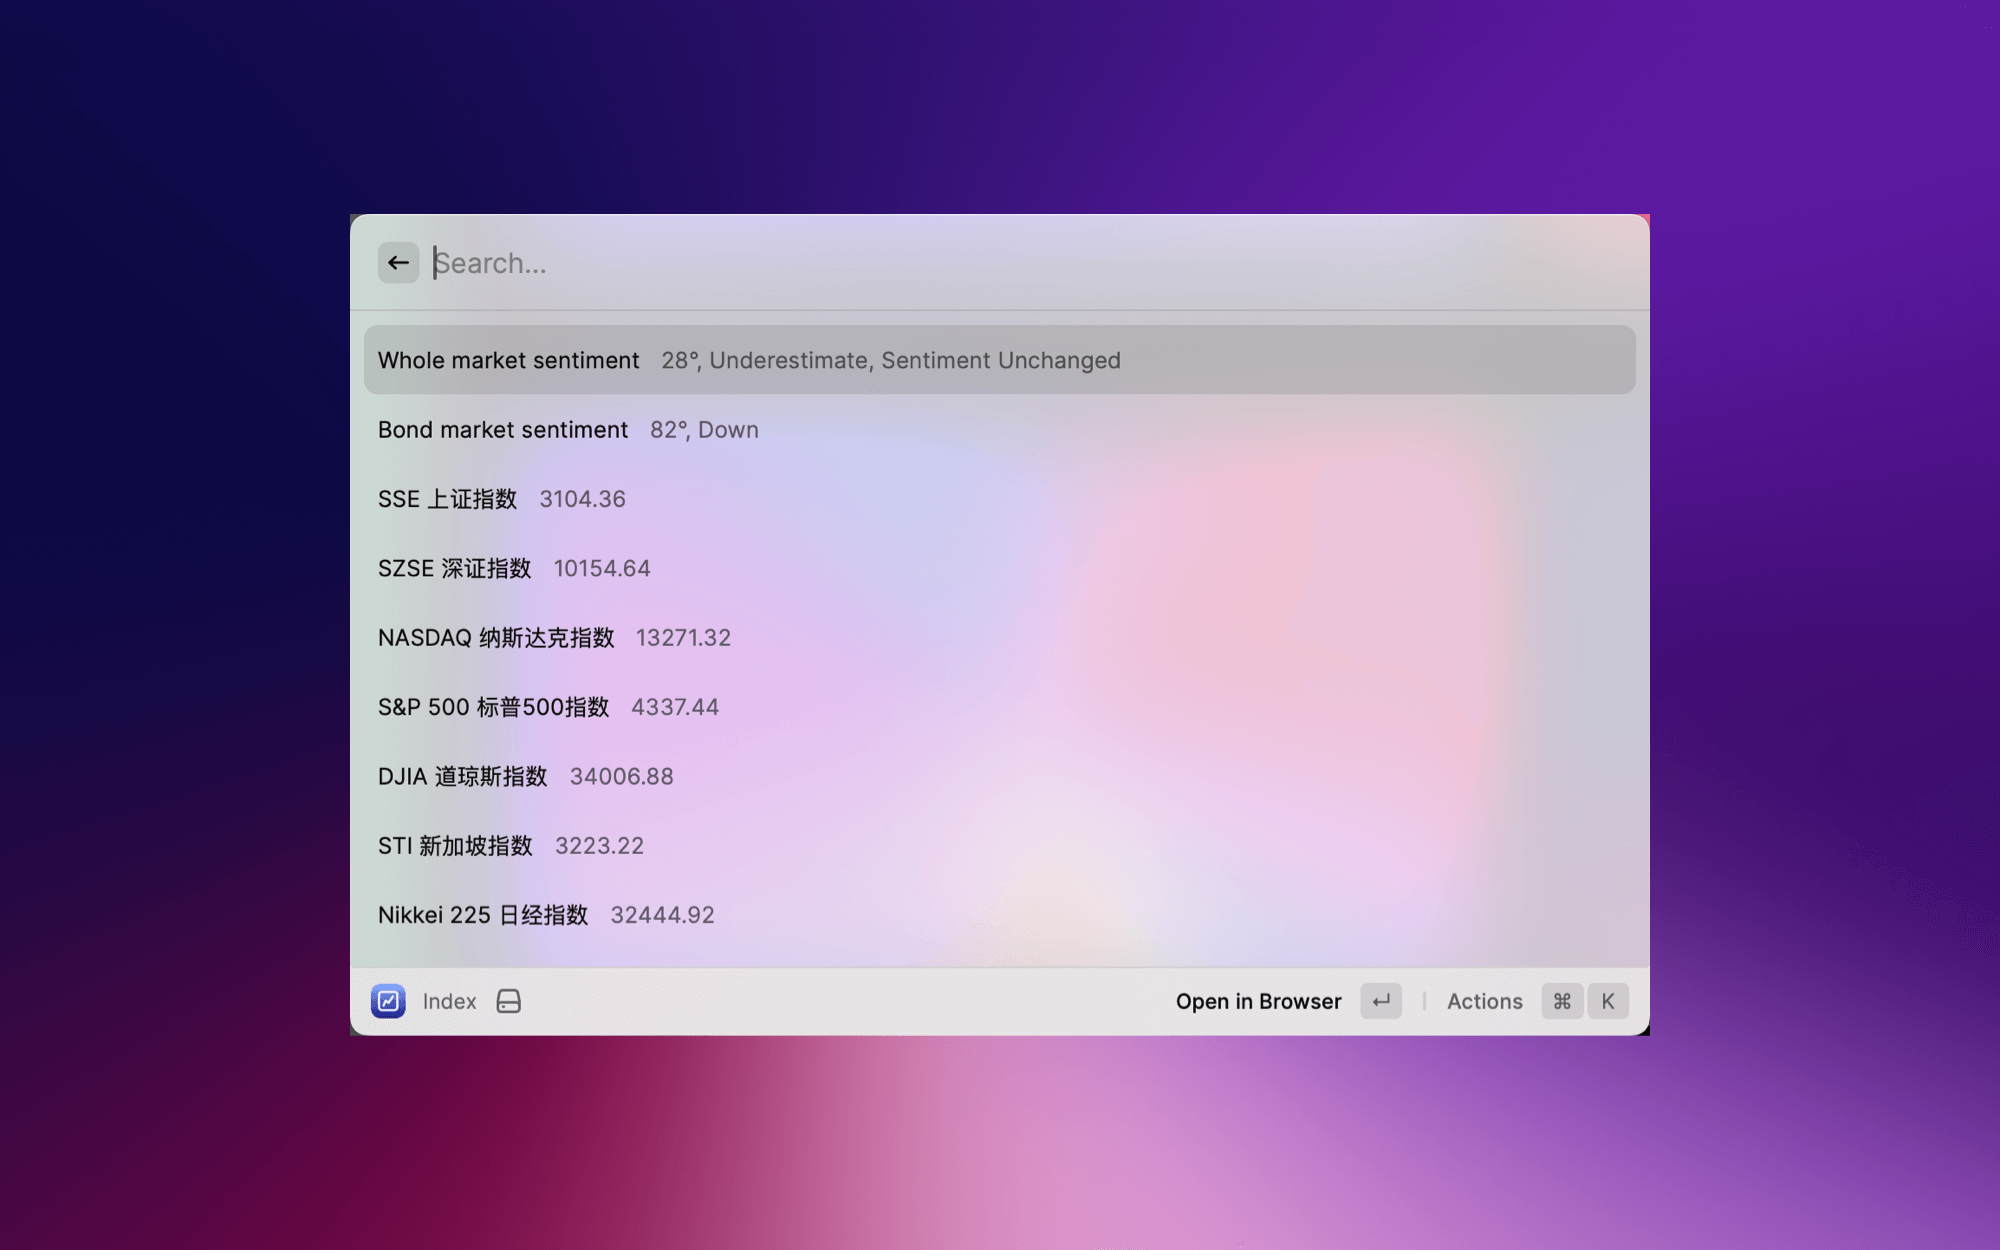 Search...
Whole market sentiment 28°, Underestimate, Sentiment Unchanged
Bond market sentiment 82°, Down
SSE 上证指数 3104.36
SZSE 深证指数 10154.64
NASDAQ 纳斯达克指数 13271.32
S&P 500 标普500指数 4337.44
DJIA 道琼斯指数 34006.88
STI 新加坡指数 3223.22
Nikkei 225 日经指数 32444.92
Index Open in Browser ↵ Actions ⌘ K